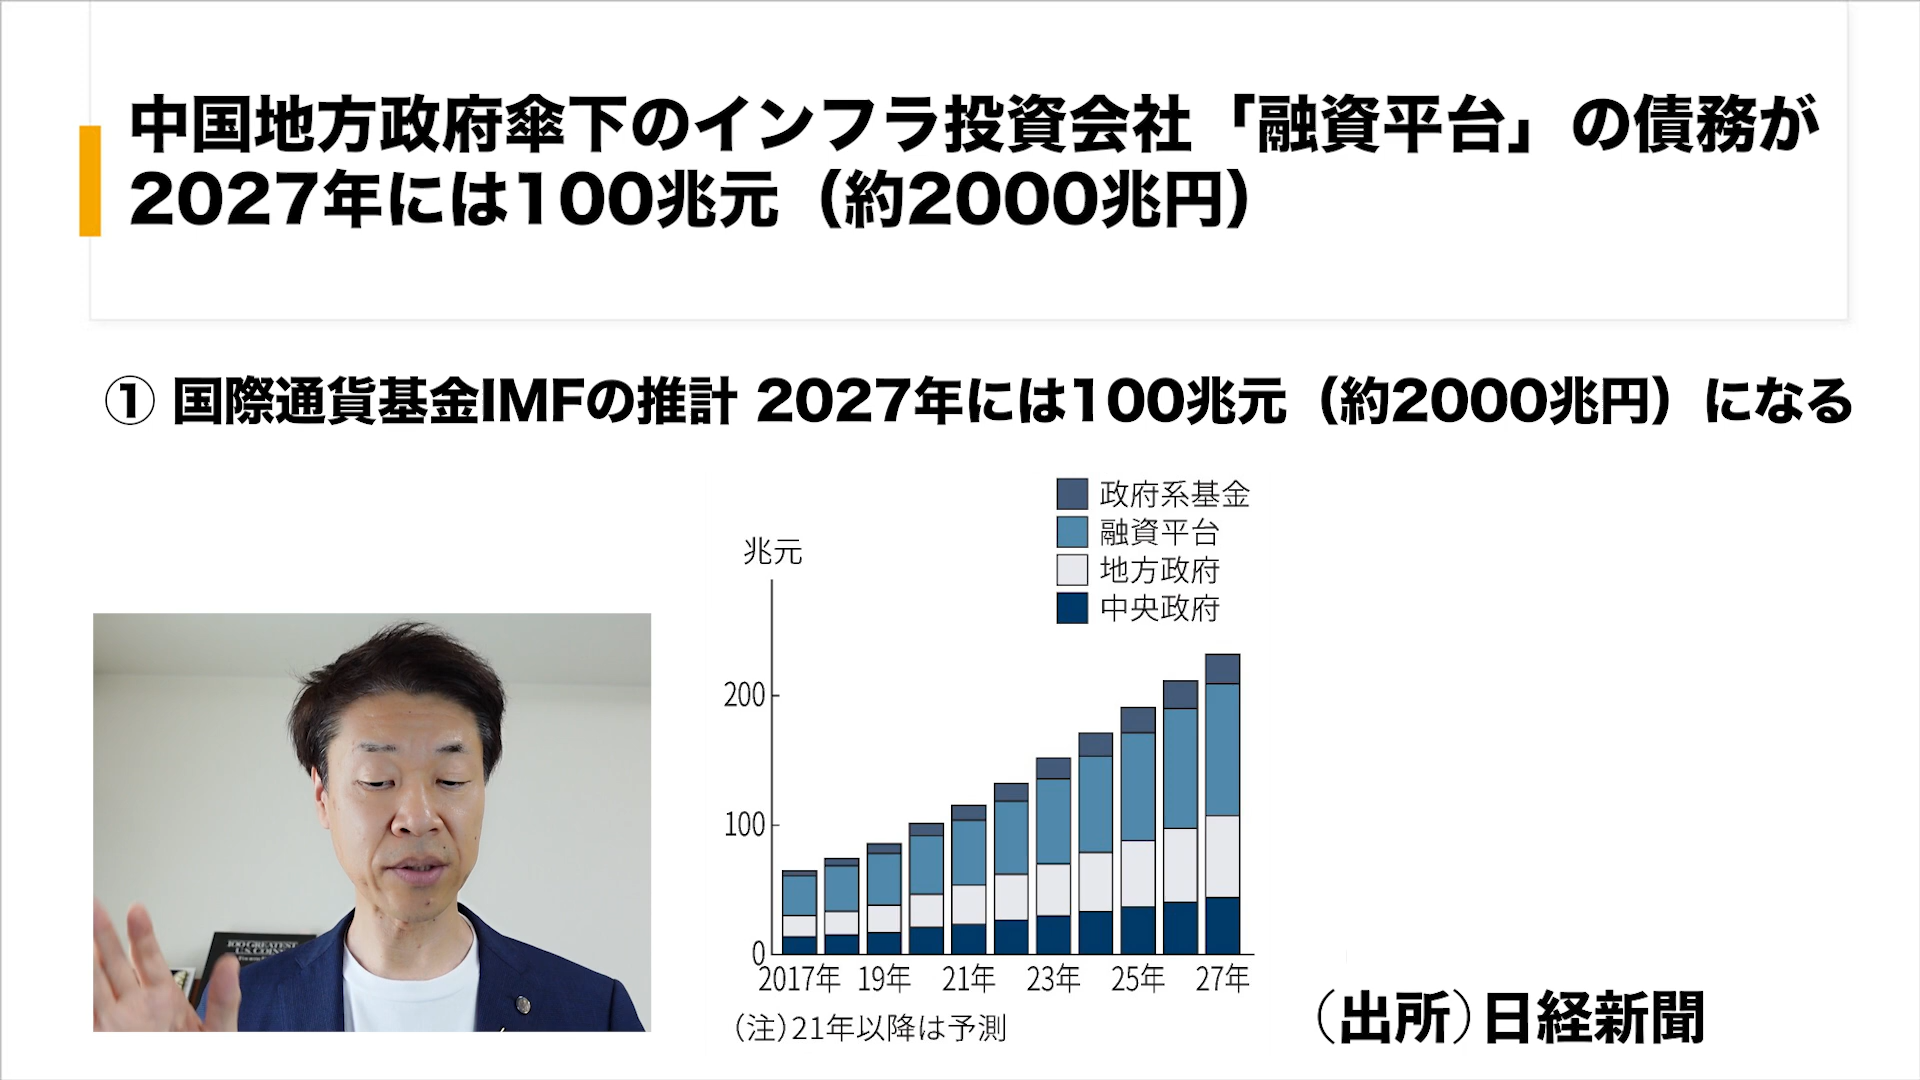 中国地方政府傘下のインフラ投資会社「融資平台」の債務が
2027年には100兆元（約2000兆円）
① 国際通貨基金IMFの推計 2027年には100兆元（約2000兆円）になる
政府系基金
融資平台
地方政府
中央政府
兆元
200
100
0
2017年 19年 21年 23年 25年 27年
（注）21年以降は予測
（出所）日経新聞
100 GREATEST
U.S. COINS